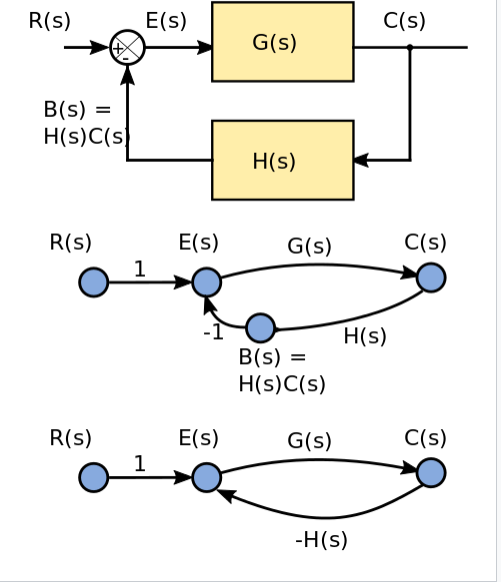 R(s) E(s) C(s)
+ G(s)
-
B(s) =
H(s)C(s)
H(s)
R(s) E(s) G(s) C(s)
1
-1 H(s)
B(s) =
H(s)C(s)
R(s) E(s) G(s) C(s)
1
-H(s)